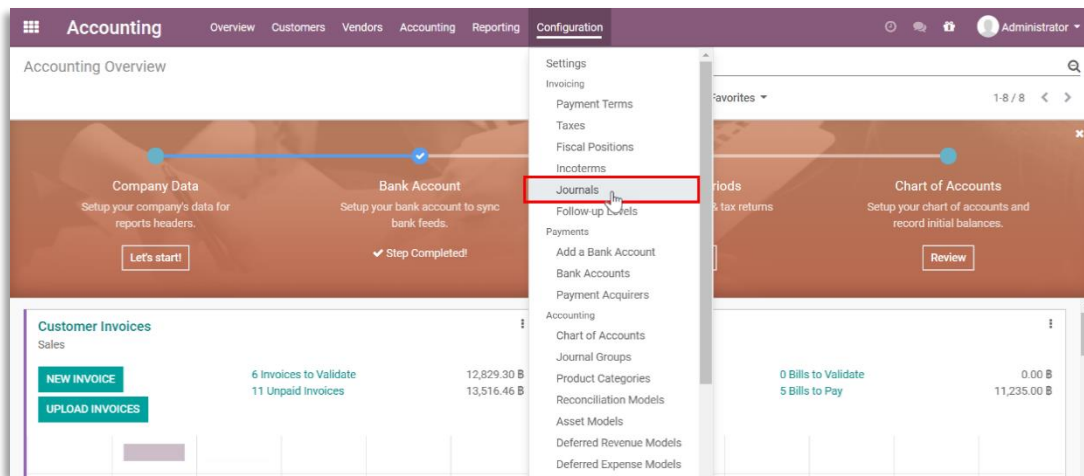 Accounting Overview Customers Vendors Accounting Reporting Configuration Administrator
Accounting Overview
Favorites 1-8 / 8
Settings
Invoicing
Payment Terms
Taxes
Fiscal Positions
Incoterms
Journals
Follow-up Levels
Payments
Add a Bank Account
Bank Accounts
Payment Acquirers
Accounting
Chart of Accounts
Journal Groups
Product Categories
Reconciliation Models
Asset Models
Deferred Revenue Models
Deferred Expense Models
Company Data
Setup your company's data for
reports headers.
Let's start!
Bank Account
Setup your bank account to sync
bank feeds.
Step Completed!
riods
& tax returns
Chart of Accounts
Setup your chart of accounts and
record initial balances.
Review
Customer Invoices
Sales
NEW INVOICE
UPLOAD INVOICES
6 Invoices to Validate 12,829.30 ฿
11 Unpaid Invoices 13,516.46 ฿
0 Bills to Validate 0.00 ฿
5 Bills to Pay 11,235.00 ฿